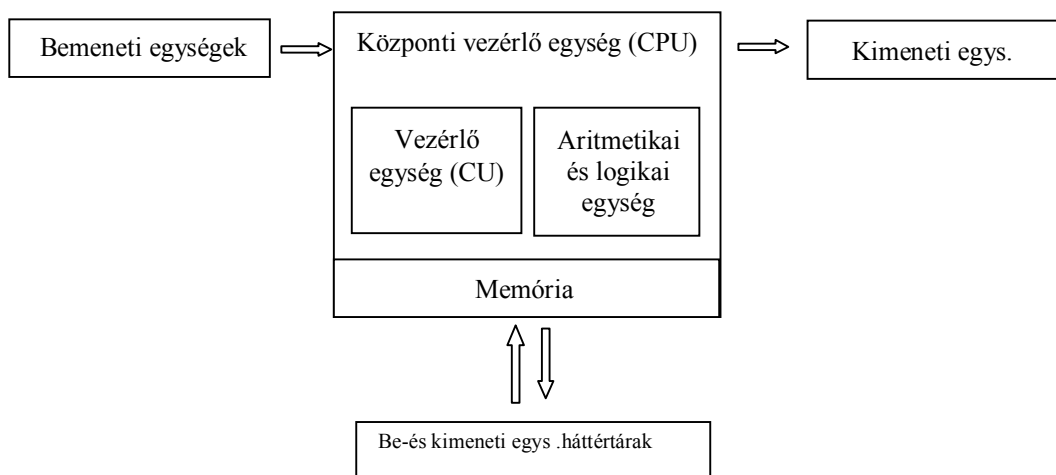 Bemeneti egységek
Központi vezérlő egység (CPU)
Kimeneti egys.
Vezérlő
egység (CU)
Aritmetikai
és logikai
egység
Memória
Be-és kimeneti egys .háttértárak